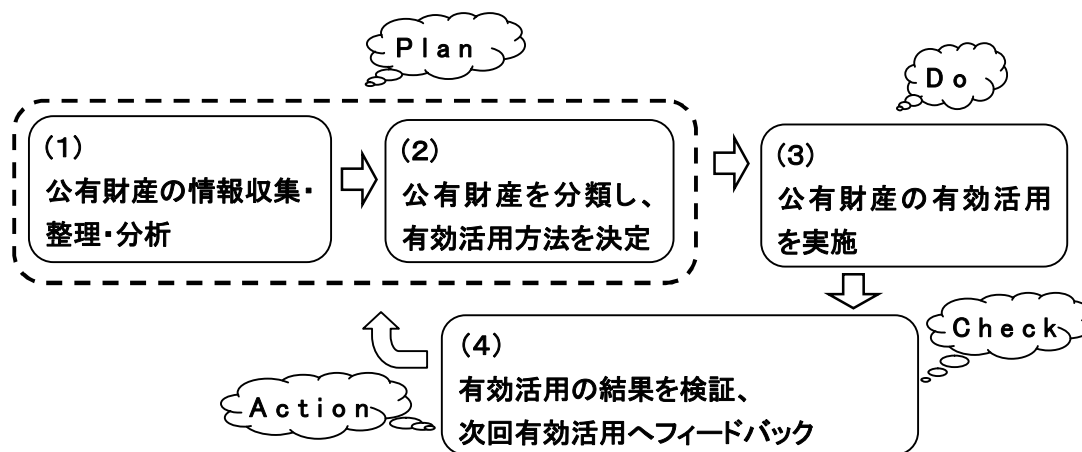 Plan
Do
(1)
公有財産の情報収集・
整理・分析
(2)
公有財産を分類し、
有効活用方法を決定
(3)
公有財産の有効活用
を実施
Check
(4)
有効活用の結果を検証、
次回有効活用へフィードバック
Action